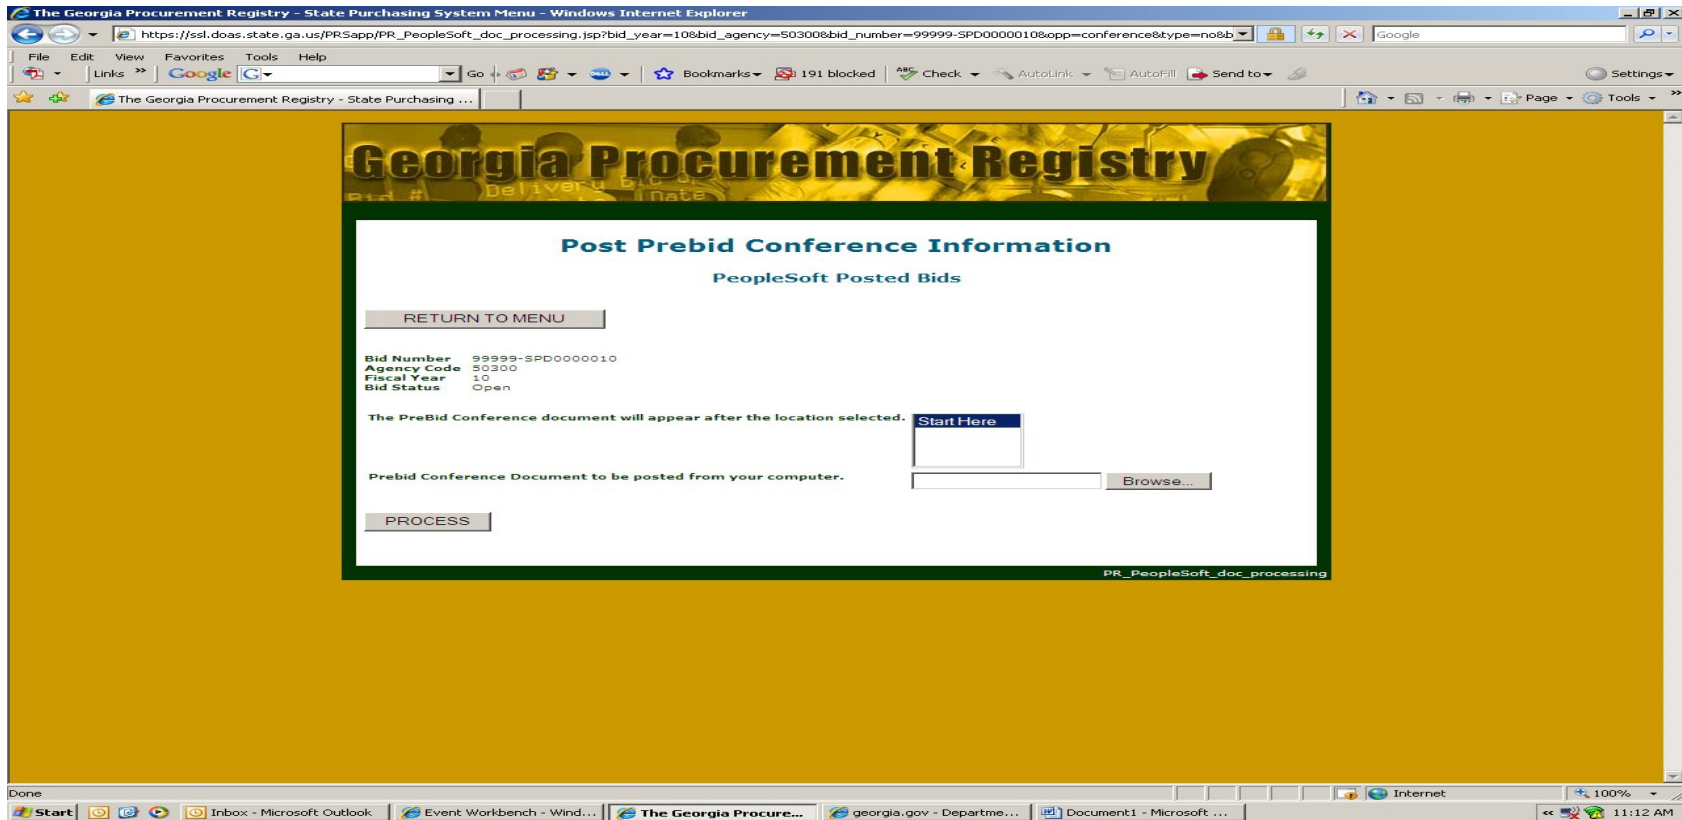 The Georgia Procurement Registry - State Purchasing System Menu - Windows Internet Explorer
https://ssl.doas.state.ga.us/PRSapp/PR_PeopleSoft_doc_processing.jsp?bid_year=10&bid_agency=50300&bid_number=99999-SPD0000010&opp=conference&type=no&b
Google
File Edit View Favorites Tools Help
Links » Google G Go Bookmarks 191 blocked ABC Check AutoLink AutoFill Send to Settings
The Georgia Procurement Registry - State Purchasing ... Page Tools »
Georgia Procurement Registry
Bid # Delivery Date
Post Prebid Conference Information
PeopleSoft Posted Bids
RETURN TO MENU
Bid Number 99999-SPD0000010
Agency Code 50300
Fiscal Year 10
Bid Status Open
The PreBid Conference document will appear after the location selected. Start Here
Prebid Conference Document to be posted from your computer. Browse...
PROCESS
PR_PeopleSoft_doc_processing
Done Internet 100%
Start Inbox - Microsoft Outlook Event Workbench - Wind... The Georgia Procure... georgia.gov - Departme... Document1 - Microsoft ... « 11:12 AM